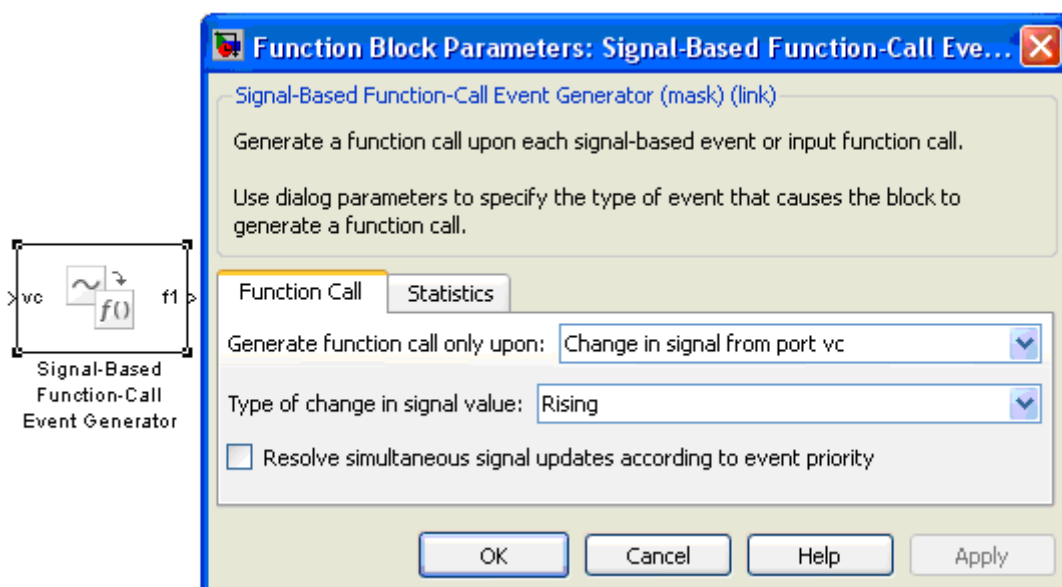 Function Block Parameters: Signal-Based Function-Call Eve...
Signal-Based Function-Call Event Generator (mask) (link)
Generate a function call upon each signal-based event or input function call.
Use dialog parameters to specify the type of event that causes the block to
generate a function call.
vc
f()
f1
Signal-Based
Function-Call
Event Generator
Function Call
Statistics
Generate function call only upon: Change in signal from port vc
Type of change in signal value: Rising
Resolve simultaneous signal updates according to event priority
OK
Cancel
Help
Apply